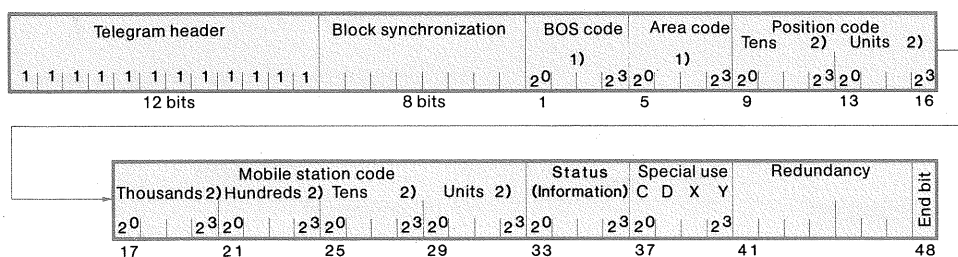 Telegram header Block synchronization BOS code Area code Position code
1) 1) Tens 2) Units 2)
1 1 1 1 1 1 1 1 1 1 1 1 2⁰ 2³ 2⁰ 2³ 2⁰ 2³ 2⁰ 2³
12 bits 8 bits 1 5 9 13 16
Mobile station code Status Special use Redundancy End bit
Thousands 2) Hundreds 2) Tens 2) Units 2) (Information) C D X Y
2⁰ 2³ 2⁰ 2³ 2⁰ 2³ 2⁰ 2³ 2⁰ 2³ 2⁰ 2³
17 21 25 29 33 37 41 48